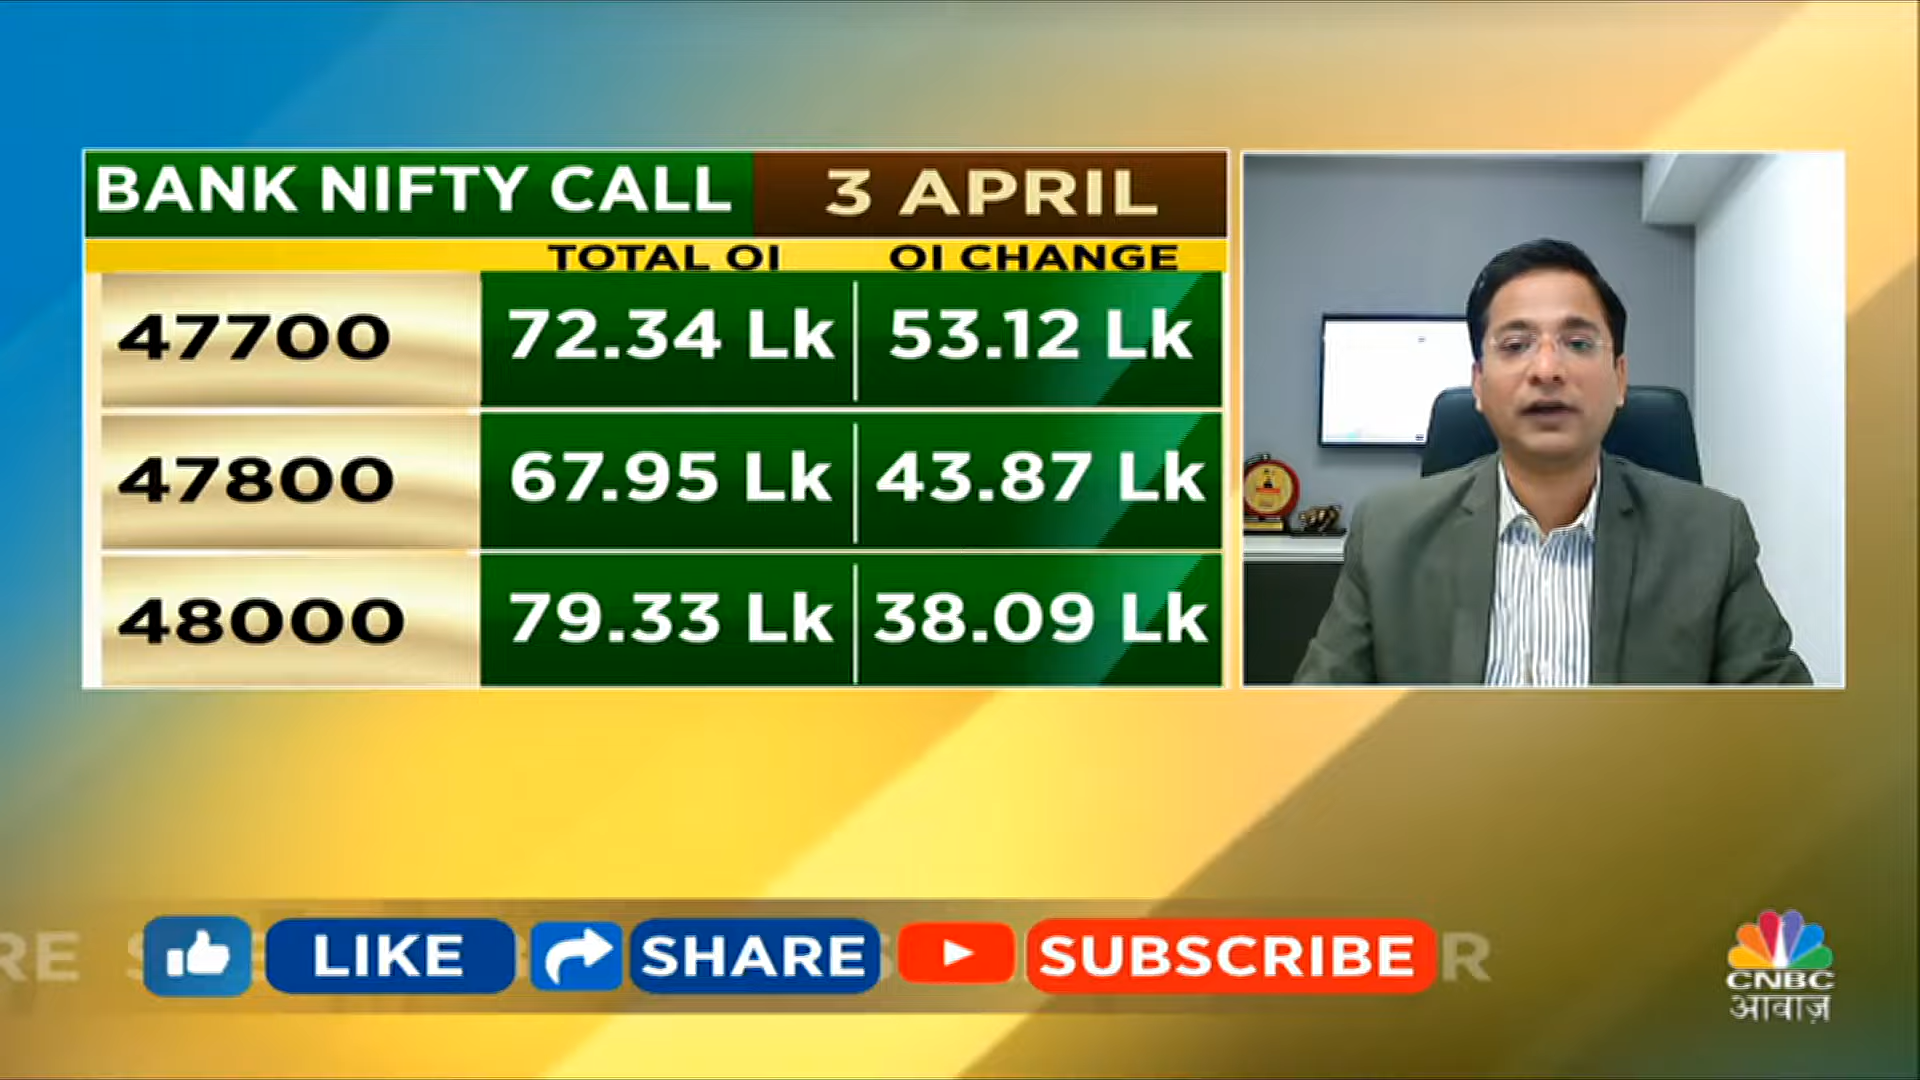 BANK NIFTY CALL 3 APRIL
TOTAL OI OI CHANGE
47700 72.34 Lk 53.12 Lk
47800 67.95 Lk 43.87 Lk
48000 79.33 Lk 38.09 Lk
LIKE SHARE SUBSCRIBE
CNBC
आवाज़